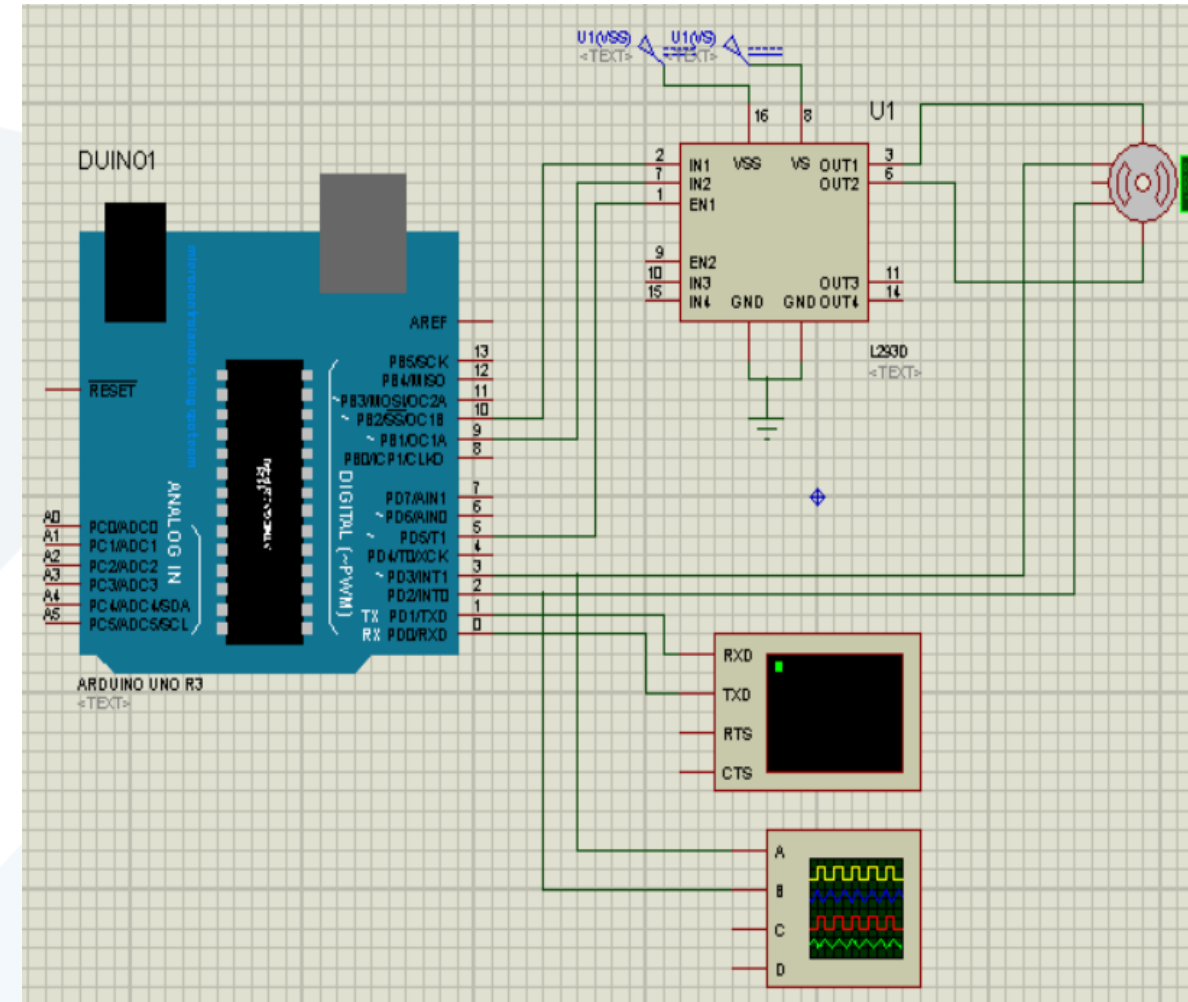 U1(VSS) U1(VS)
<TEXT> <TEXT>
16 8 U1
DUINO1
2 IN1 VSS VS OUT1 3
7 IN2 OUT2 6
1 EN1
9 EN2
10 IN3 OUT3 11
15 IN4 GND GND OUT4 14
L293D
<TEXT>
AREF
RESET
PB5/SCK 13
PB4/MISO 12
~PB3/MOSI/OC2A 11
~ PB2/SS/OC1B 10
~ PB1/OC1A 9
PB0/ICP1/CLKO 8
PD7/AIN1 7
~ PD6/AIN0 6
~ PD5/T1 5
PD4/T0/XCK 4
~ PD3/INT1 3
PD2/INT0 2
TX PD1/TXD 1
RX PD0/RXD 0
DIGITAL (~PWM)
ANALOG IN
A0 PC0/ADC0
A1 PC1/ADC1
A2 PC2/ADC2
A3 PC3/ADC3
A4 PC4/ADC4/SDA
A5 PC5/ADC5/SCL
ARDUINO UNO R3
<TEXT>
RXD
TXD
RTS
CTS
A
B
C
D